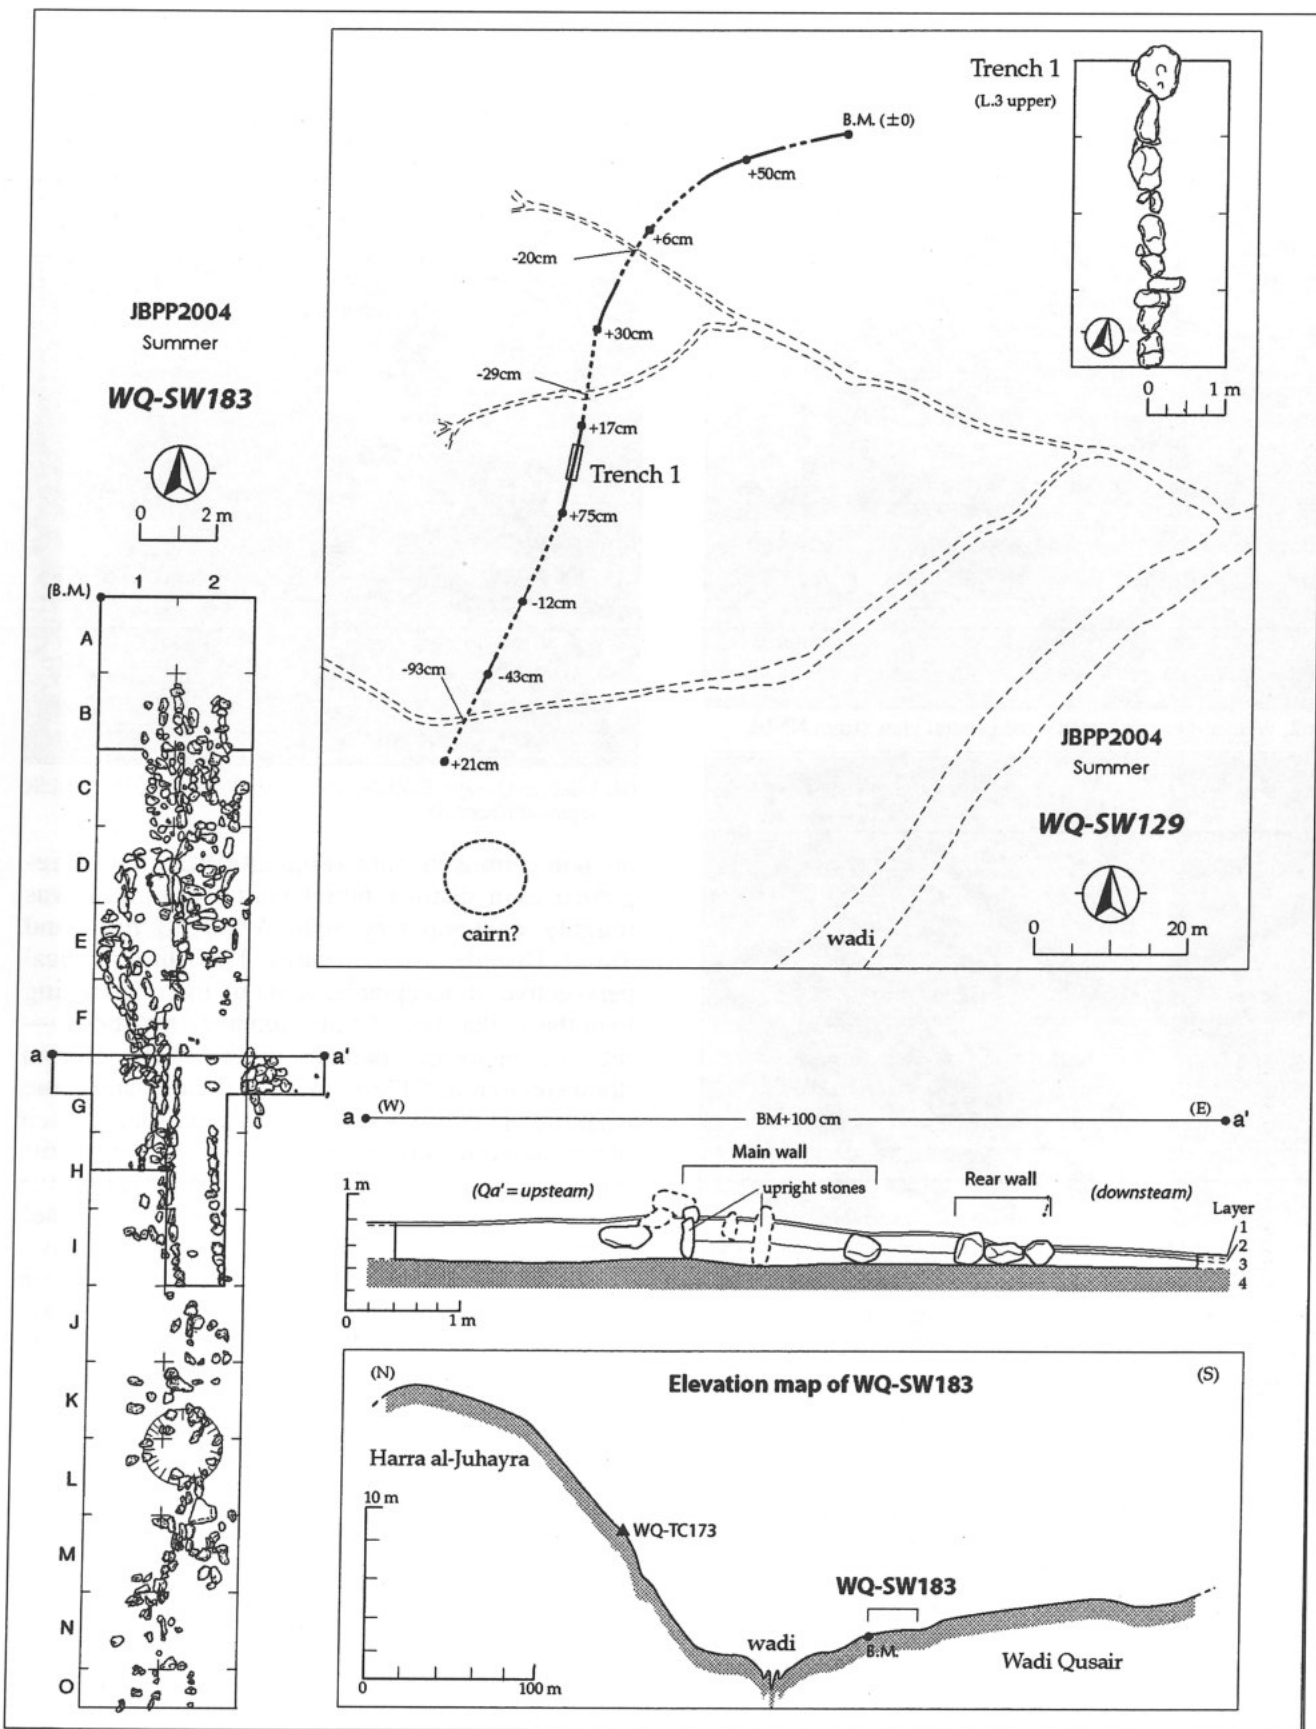 JBPP2004
Summer
WQ-SW183
0 2 m
(B.M.) 1 2
A
B
C
D
E
F
a a'
G
H
I
J
K
L
M
N
O
Trench 1
(L.3 upper)
0 1 m
B.M. (±0)
+50cm
+6cm
-20cm
+30cm
-29cm
+17cm
Trench 1
+75cm
-12cm
-93cm
-43cm
+21cm
cairn?
wadi
JBPP2004
Summer
WQ-SW129
0 20 m
a (W) BM+100 cm (E) a'
Main wall
1 m (Qa' = upsteam) upright stones Rear wall (downsteam)
Layer
1
2
3
4
0 1 m
(N) Elevation map of WQ-SW183 (S)
Harra al-Juhayra
10 m
WQ-TC173
WQ-SW183
wadi
B.M.
Wadi Qusair
0 100 m